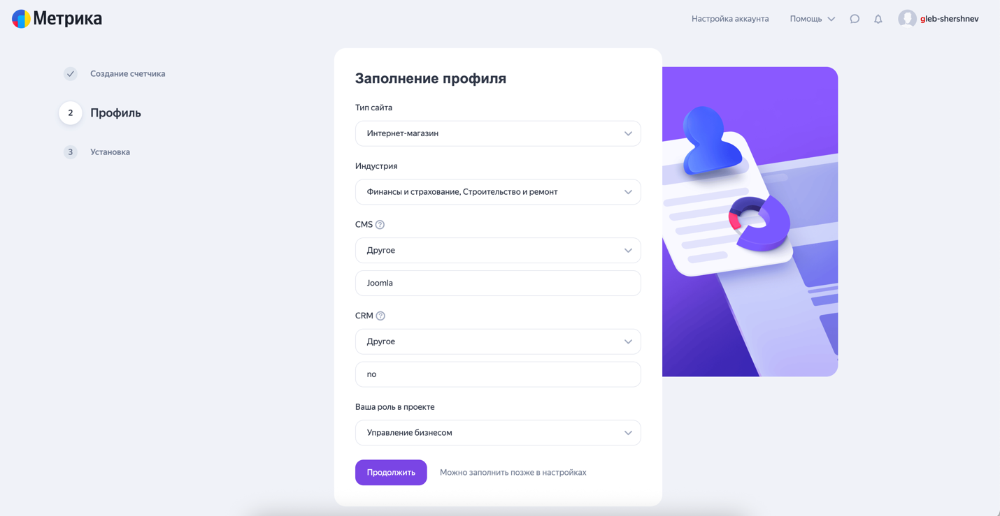 Метрика
Настройка аккаунта
Помощь
gleb-shershnev
Создание счетчика
2
Профиль
3
Установка
Заполнение профиля
Тип сайта
Интернет-магазин
Индустрия
Финансы и страхование, Строительство и ремонт
CMS ?
Другое
Joomla
CRM ?
Другое
no
Ваша роль в проекте
Управление бизнесом
Продолжить
Можно заполнить позже в настройках